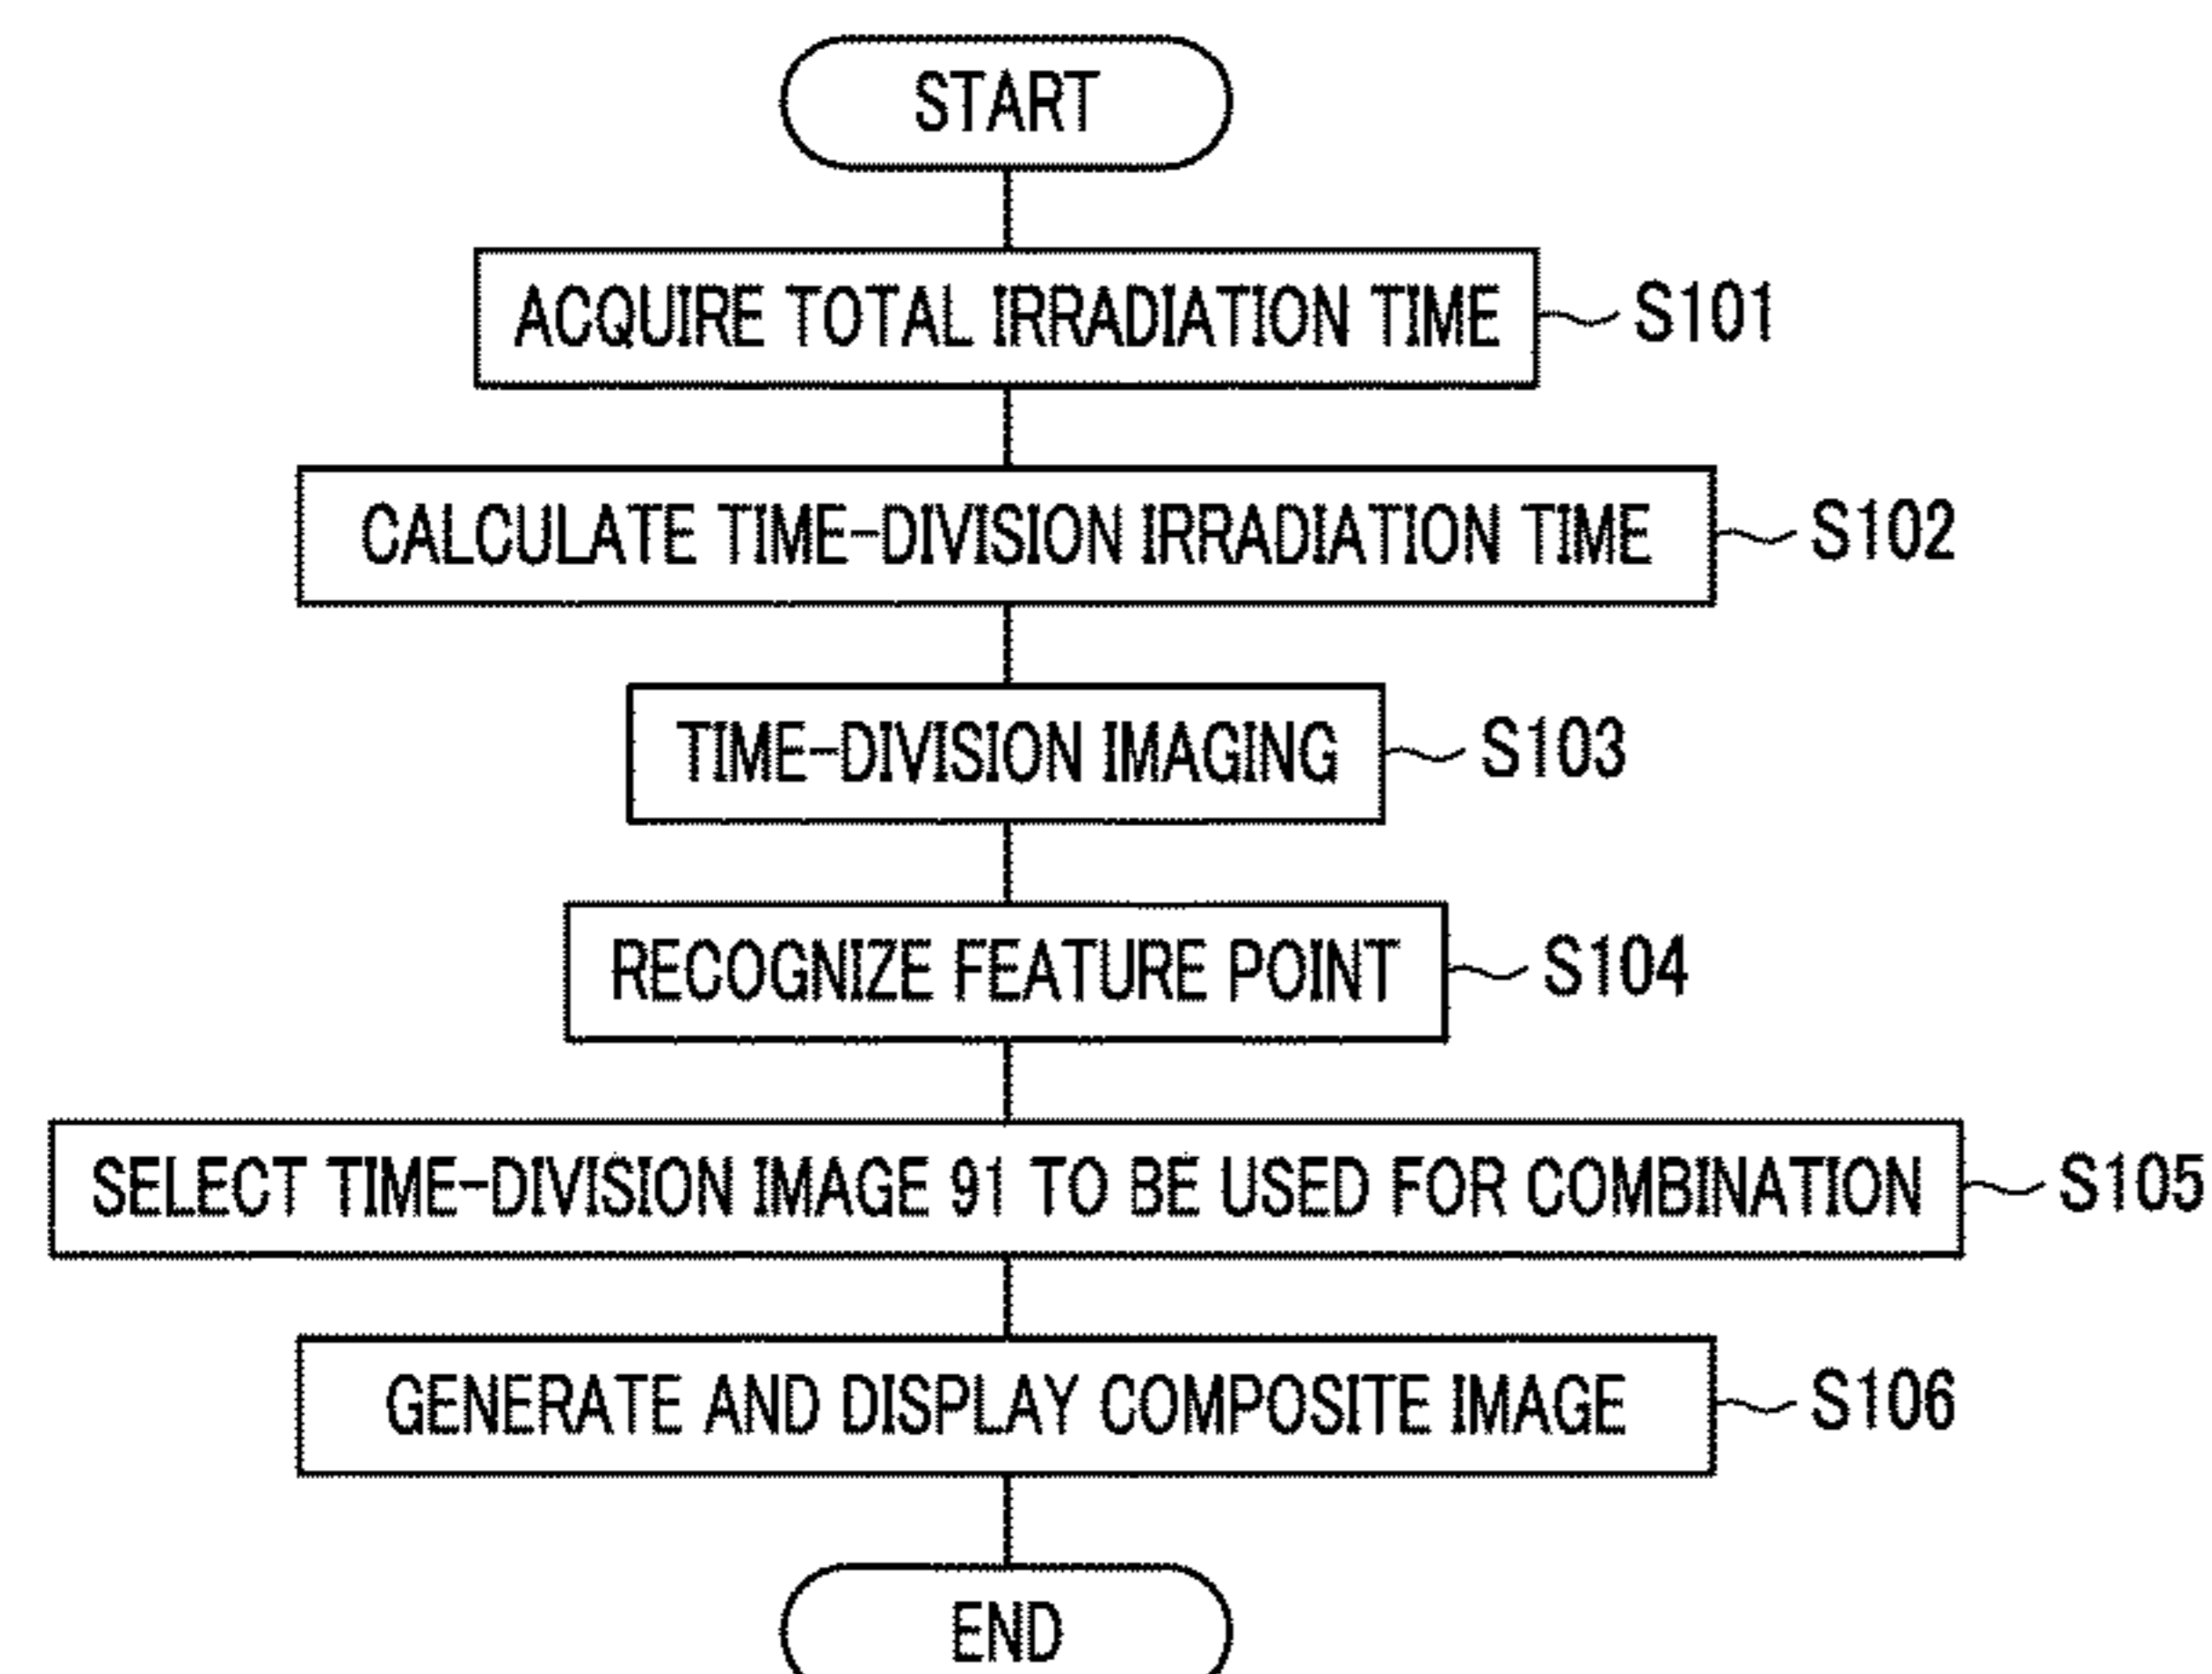 START
ACQUIRE TOTAL IRRADIATION TIME S101
CALCULATE TIME-DIVISION IRRADIATION TIME S102
TIME-DIVISION IMAGING S103
RECOGNIZE FEATURE POINT S104
SELECT TIME-DIVISION IMAGE 91 TO BE USED FOR COMBINATION S105
GENERATE AND DISPLAY COMPOSITE IMAGE S106
END